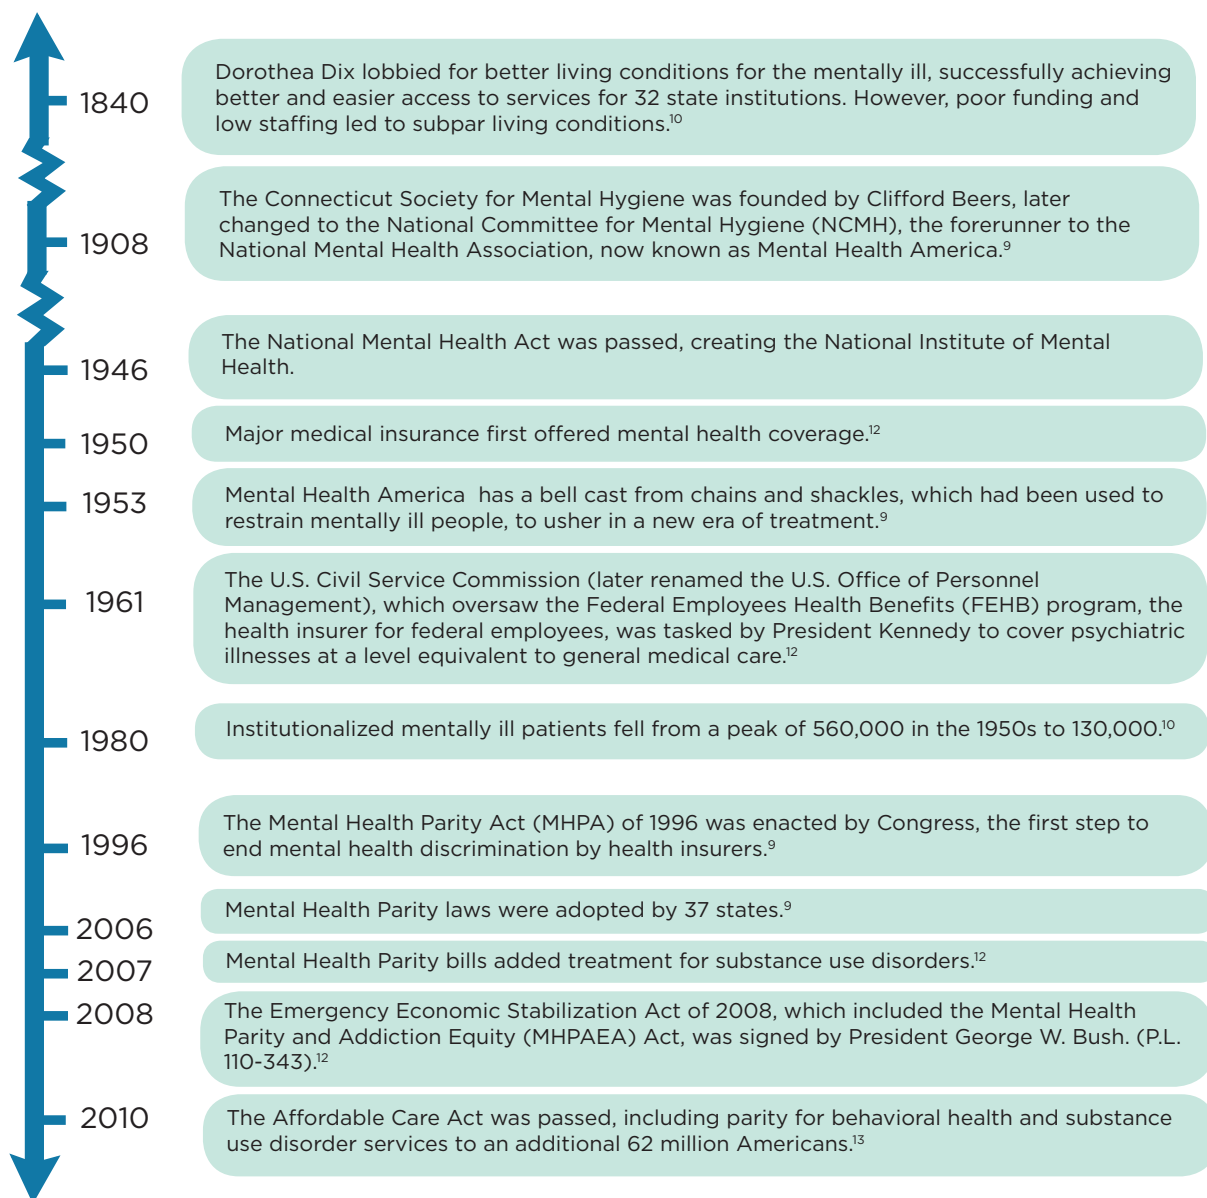 1840
Dorothea Dix lobbied for better living conditions for the mentally ill, successfully achieving
better and easier access to services for 32 state institutions. However, poor funding and
low staffing led to subpar living conditions.¹⁰
1908
The Connecticut Society for Mental Hygiene was founded by Clifford Beers, later
changed to the National Committee for Mental Hygiene (NCMH), the forerunner to the
National Mental Health Association, now known as Mental Health America.⁹
1946
The National Mental Health Act was passed, creating the National Institute of Mental
Health.
1950
Major medical insurance first offered mental health coverage.¹²
1953
Mental Health America has a bell cast from chains and shackles, which had been used to
restrain mentally ill people, to usher in a new era of treatment.⁹
1961
The U.S. Civil Service Commission (later renamed the U.S. Office of Personnel
Management), which oversaw the Federal Employees Health Benefits (FEHB) program, the
health insurer for federal employees, was tasked by President Kennedy to cover psychiatric
illnesses at a level equivalent to general medical care.¹²
1980
Institutionalized mentally ill patients fell from a peak of 560,000 in the 1950s to 130,000.¹⁰
1996
The Mental Health Parity Act (MHPA) of 1996 was enacted by Congress, the first step to
end mental health discrimination by health insurers.⁹
2006
Mental Health Parity laws were adopted by 37 states.⁹
2007
Mental Health Parity bills added treatment for substance use disorders.¹²
2008
The Emergency Economic Stabilization Act of 2008, which included the Mental Health
Parity and Addiction Equity (MHPAEA) Act, was signed by President George W. Bush. (P.L.
110-343).¹²
2010
The Affordable Care Act was passed, including parity for behavioral health and substance
use disorder services to an additional 62 million Americans.¹³